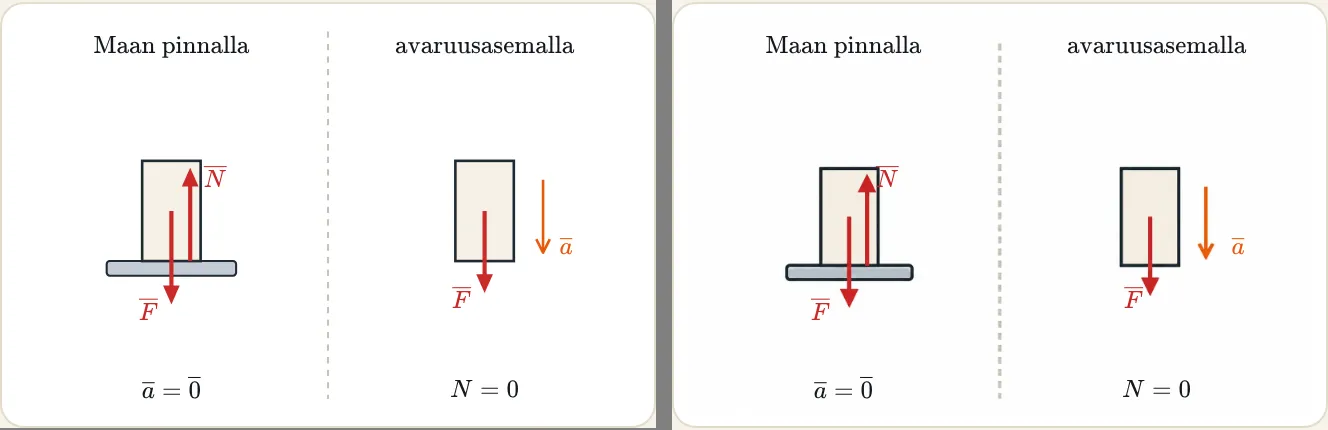 Maan pinnalla
avaruusasemalla
N̅
a̅
F̅
F̅
a̅ = 0̅
N = 0
Maan pinnalla
avaruusasemalla
N̅
a̅
F̅
F̅
a̅ = 0̅
N = 0